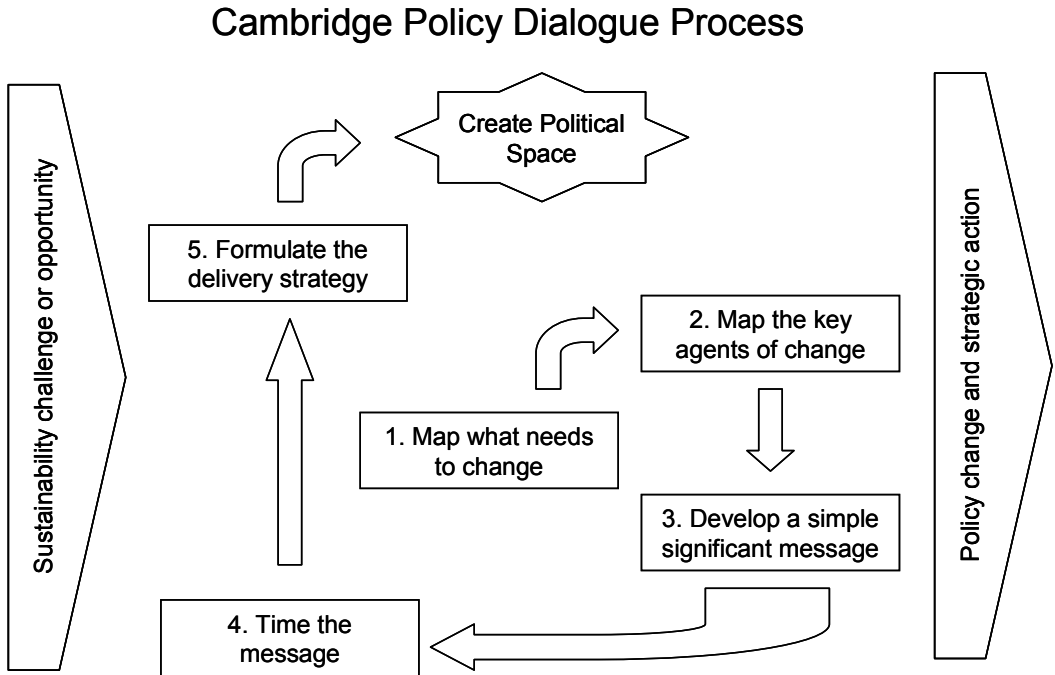 Cambridge Policy Dialogue Process
Sustainability challenge or opportunity
Create Political
Space
5. Formulate the
delivery strategy
2. Map the key
agents of change
1. Map what needs
to change
3. Develop a simple
significant message
4. Time the
message
Policy change and strategic action